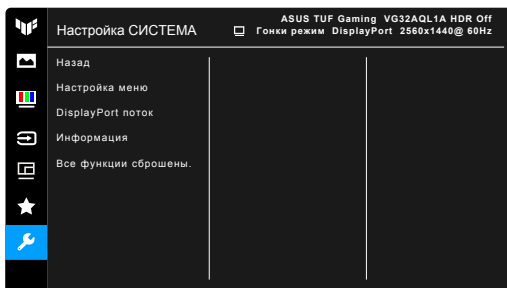 Настройка СИСТЕМА
ASUS TUF Gaming VG32AQL1A HDR Off
Гонки режим DisplayPort 2560x1440@ 60Hz
Назад
Настройка меню
DisplayPort поток
Информация
Все функции сброшены.